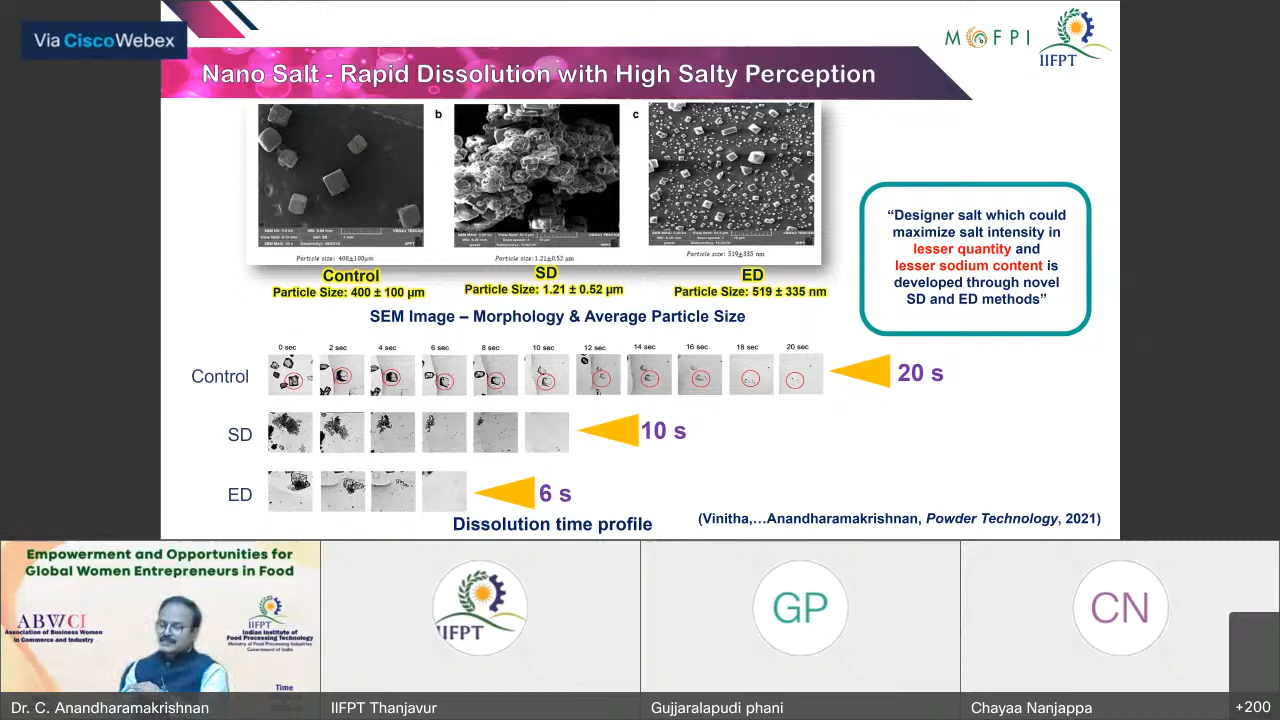 Via Cisco Webex
MOFPI
IIFPT
Nano Salt - Rapid Dissolution with High Salty Perception
b
c
Particle size: 400±100µm
Particle size: 1.21±0.52 µm
Particle size: 519±335 nm
Control
SD
ED
Particle Size: 400 ± 100 µm
Particle Size: 1.21 ± 0.52 µm
Particle Size: 519 ± 335 nm
SEM Image – Morphology & Average Particle Size
“Designer salt which could
maximize salt intensity in
lesser quantity and
lesser sodium content is
developed through novel
SD and ED methods”
0 sec 2 sec 4 sec 6 sec 8 sec 10 sec 12 sec 14 sec 16 sec 18 sec 20 sec
Control
20 s
SD
10 s
ED
6 s
Dissolution time profile
(Vinitha,…Anandharamakrishnan, Powder Technology, 2021)
Empowerment and Opportunities for
Global Women Entrepreneurs in Food
ABWCI
Association of Business Women
in Commerce and Industry
IIFPT
Indian Institute of
Food Processing Technology
Ministry of Food Processing Industries
Government of India
Time
Dr. C. Anandharamakrishnan
IIFPT
IIFPT Thanjavur
GP
Gujjaralapudi phani
CN
Chayaa Nanjappa
+200